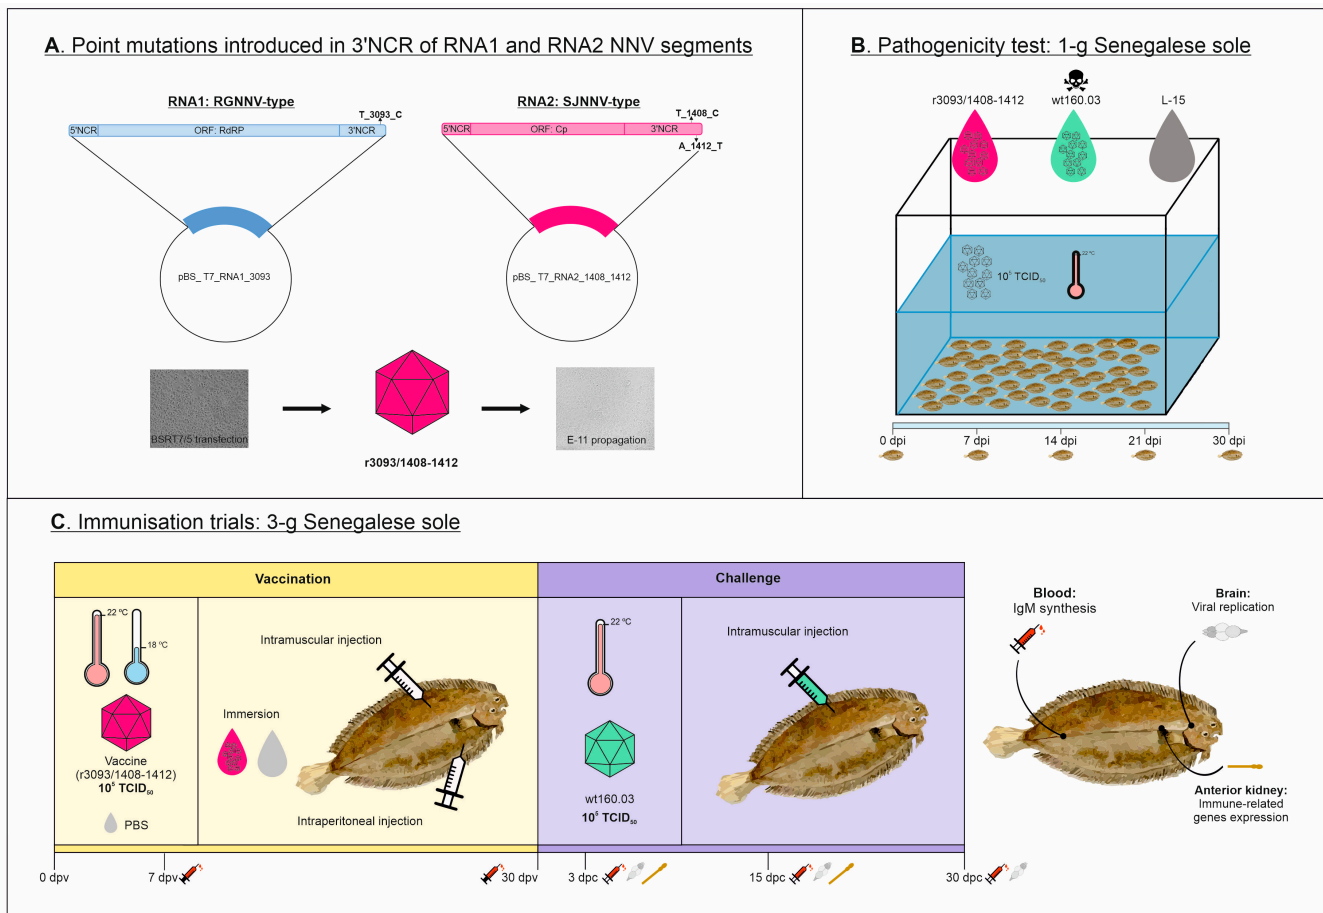 A. Point mutations introduced in 3'NCR of RNA1 and RNA2 NNV segments
RNA1: RGNNV-type
T_3093_C
5'NCR
ORF: RdRP
3'NCR
RNA2: SJNNV-type
T_1408_C
5'NCR
ORF: Cp
3'NCR
A_1412_T
pBS_T7_RNA1_3093
pBS_T7_RNA2_1408_1412
BSRT7/5 transfection
r3093/1408-1412
E-11 propagation
B. Pathogenicity test: 1-g Senegalese sole
r3093/1408-1412
wt160.03
L-15
10⁵ TCID₅₀
22 ºC
0 dpi
7 dpi
14 dpi
21 dpi
30 dpi
C. Immunisation trials: 3-g Senegalese sole
Vaccination
22 ºC
18 ºC
Vaccine
(r3093/1408-1412)
10⁵ TCID₅₀
PBS
Intramuscular injection
Immersion
Intraperitoneal injection
Challenge
22 ºC
wt160.03
10⁵ TCID₅₀
Intramuscular injection
Blood:
IgM synthesis
Brain:
Viral replication
Anterior kidney:
Immune-related
genes expression
0 dpv
7 dpv
30 dpv
3 dpc
15 dpc
30 dpc